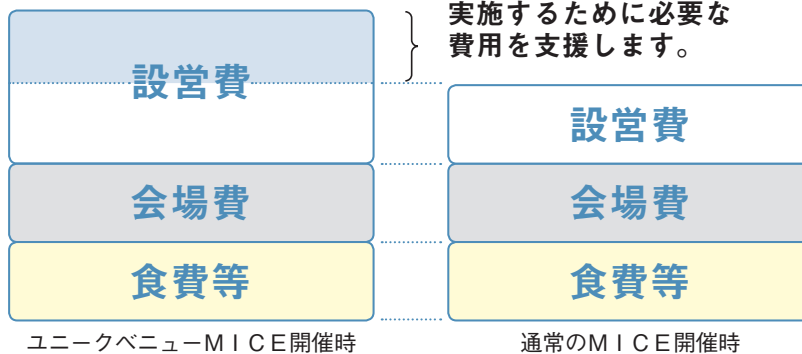 実施するために必要な
費用を支援します。
設営費
会場費
食費等
ユニークベニューMICE開催時
設営費
会場費
食費等
通常のMICE開催時